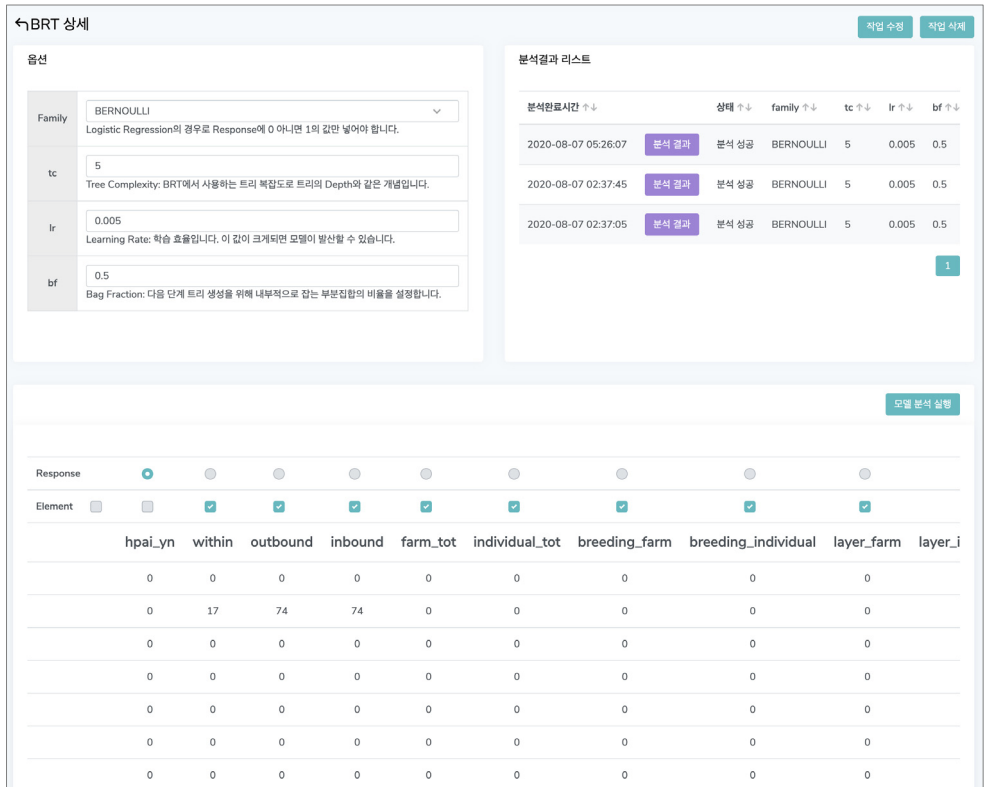 BRT 상세
작업 수정 작업 삭제
옵션
Family
BERNOULLI
Logistic Regression의 경우로 Response에 0 아니면 1의 값만 넣어야 합니다.
tc
5
Tree Complexity: BRT에서 사용하는 트리 복잡도로 트리의 Depth와 같은 개념입니다.
lr
0.005
Learning Rate: 학습 효율입니다. 이 값이 크게되면 모델이 발산할 수 있습니다.
bf
0.5
Bag Fraction: 다음 단계 트리 생성을 위해 내부적으로 잡는 부분집합의 비율을 설정합니다.
분석결과 리스트
분석완료시간 ↑↓ 상태 ↑↓ family ↑↓ tc ↑↓ lr ↑↓ bf ↑↓
2020-08-07 05:26:07 분석 결과 분석 성공 BERNOULLI 5 0.005 0.5
2020-08-07 02:37:45 분석 결과 분석 성공 BERNOULLI 5 0.005 0.5
2020-08-07 02:37:05 분석 결과 분석 성공 BERNOULLI 5 0.005 0.5
1
모델 분석 실행
Response
Element
hpai_yn within outbound inbound farm_tot individual_tot breeding_farm breeding_individual layer_farm layer_i
0 0 0 0 0 0 0 0 0
0 17 74 74 0 0 0 0 0
0 0 0 0 0 0 0 0 0
0 0 0 0 0 0 0 0 0
0 0 0 0 0 0 0 0 0
0 0 0 0 0 0 0 0 0
0 0 0 0 0 0 0 0 0